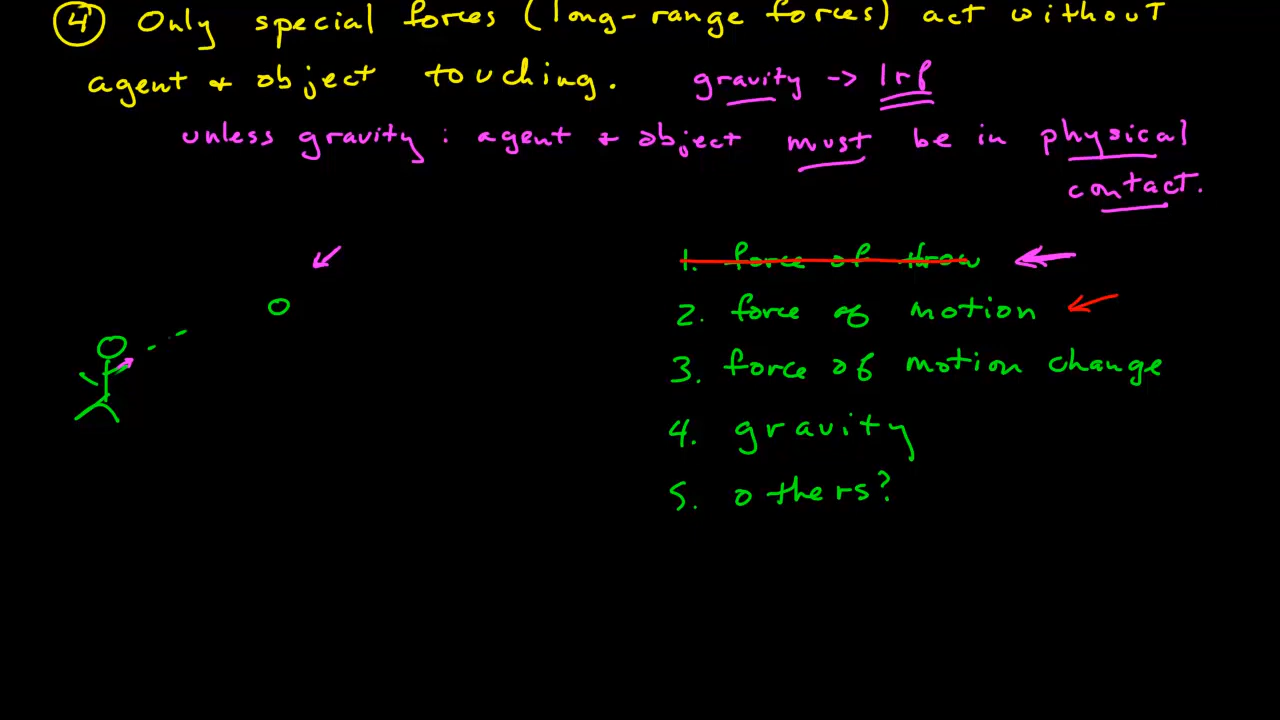 4 Only special forces (long-range forces) act without
agent & object touching. gravity -> lrf
unless gravity: agent & object must be in physical
contact.
1. force of throw
2. force of motion
3. force of motion change
4. gravity
5. others?